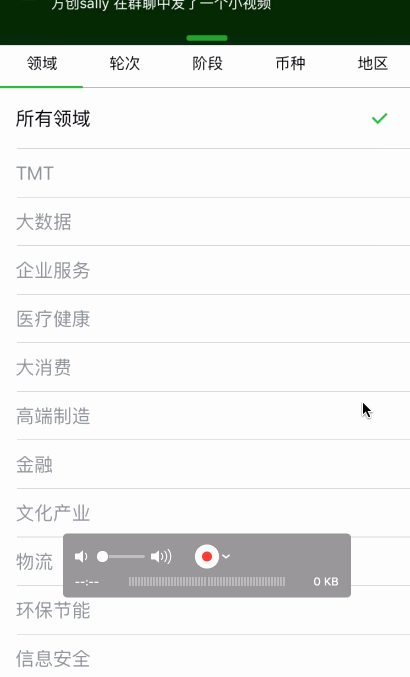 万创sally 在群聊中发了一个小视频
领域 轮次 阶段 币种 地区
所有领域
TMT
大数据
企业服务
医疗健康
大消费
高端制造
金融
文化产业
物流
--:-- 0 KB
环保节能
信息安全